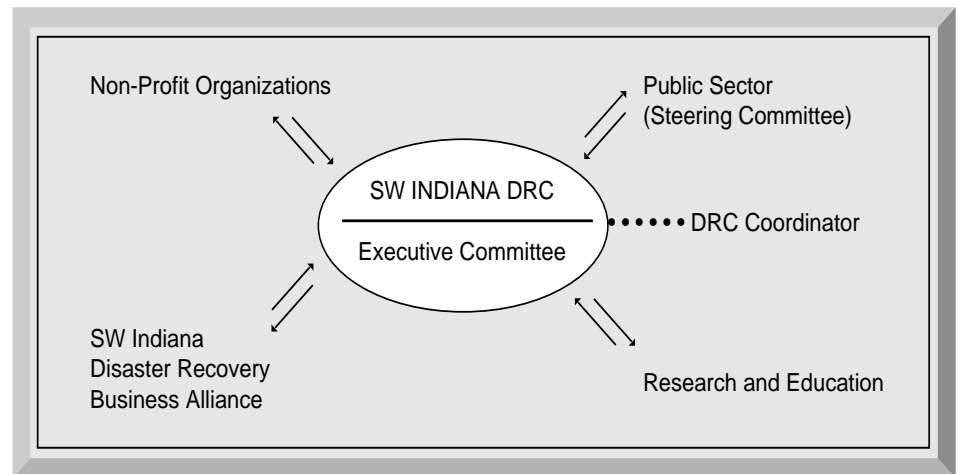 Non-Profit Organizations
Public Sector
(Steering Committee)
SW INDIANA DRC
Executive Committee
DRC Coordinator
SW Indiana
Disaster Recovery
Business Alliance
Research and Education